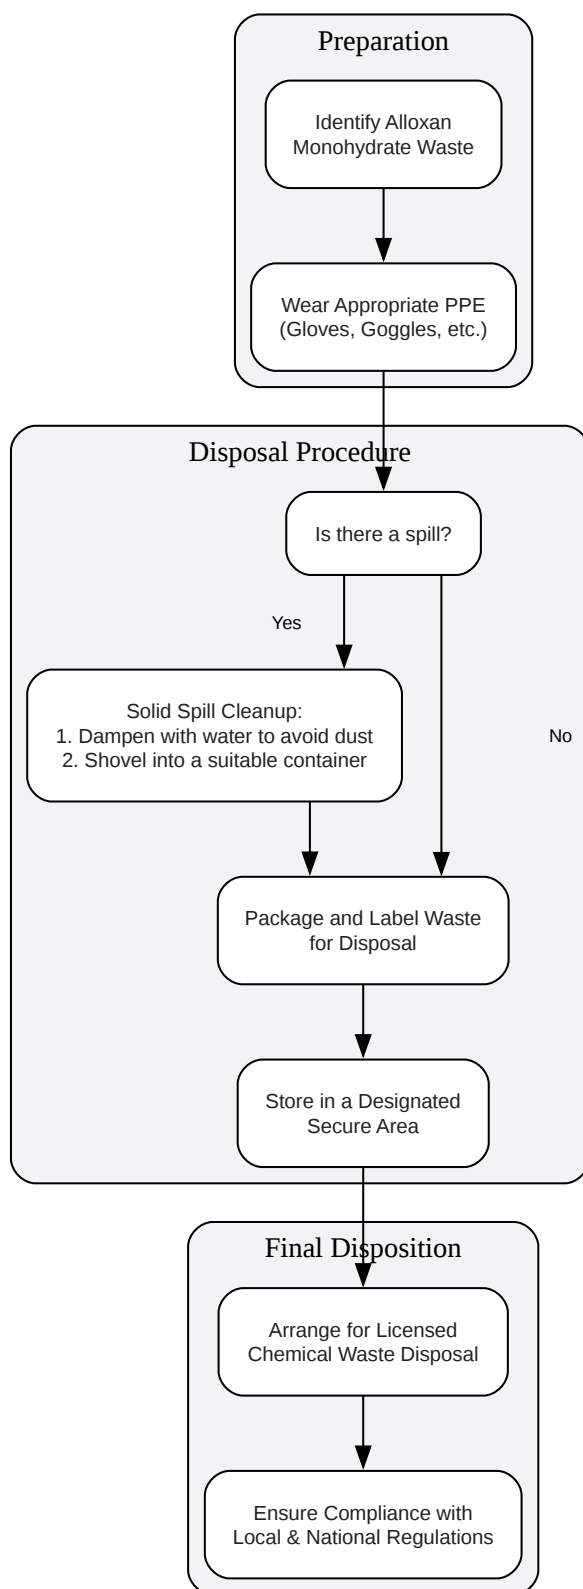 Preparation
Identify Alloxan
Monohydrate Waste
Wear Appropriate PPE
(Gloves, Goggles, etc.)
Disposal Procedure
Is there a spill?
Yes
Solid Spill Cleanup:
1. Dampen with water to avoid dust
2. Shovel into a suitable container
No
Package and Label Waste
for Disposal
Store in a Designated
Secure Area
Final Disposition
Arrange for Licensed
Chemical Waste Disposal
Ensure Compliance with
Local & National Regulations